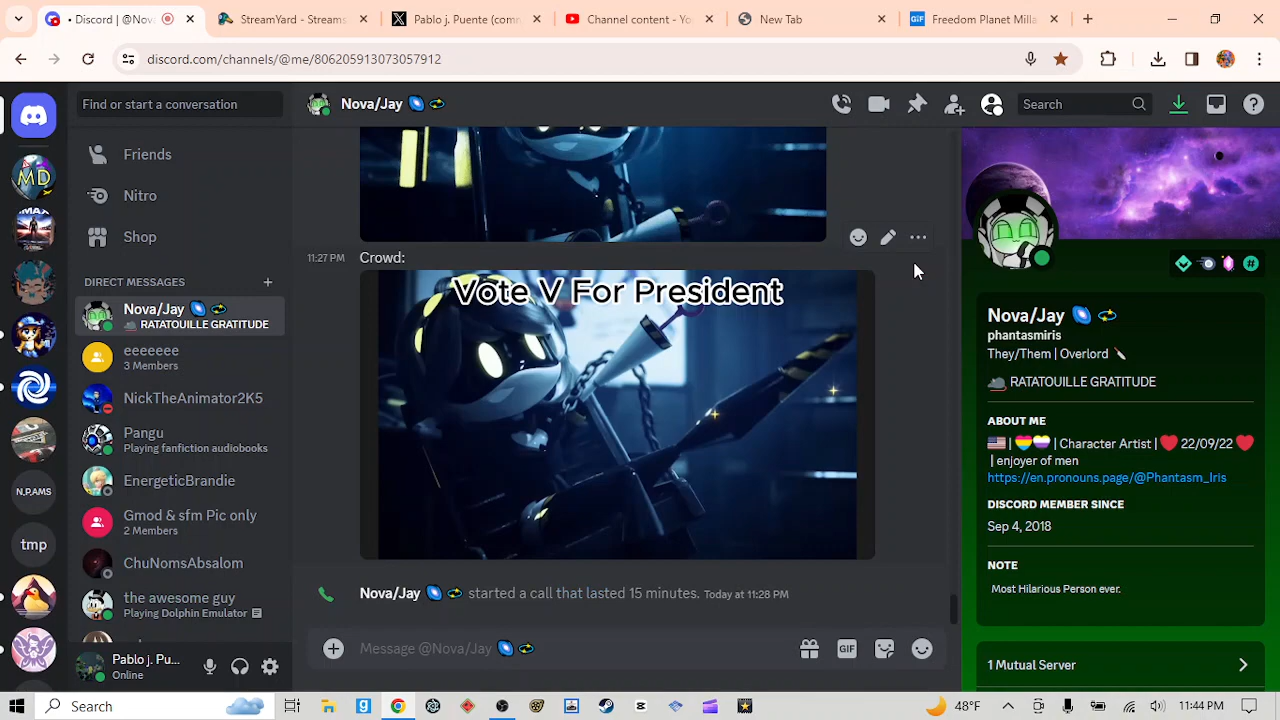 • Discord | @Nov
StreamYard - Streams
Pablo j. Puente (comm
Channel content - Yo
New Tab
GIF
Freedom Planet Milla
discord.com/channels/@me/806205913073057912
Find or start a conversation
Nova/Jay
Search
Friends
Nitro
Shop
DIRECT MESSAGES
Nova/Jay
RATATOUILLE GRATITUDE
eeeeeee
3 Members
NickTheAnimator2K5
Pangu
Playing fanfiction audiobooks
EnergeticBrandie
Gmod & sfm Pic only
2 Members
ChuNomsAbsalom
the awesome guy
Playing Dolphin Emulator
Pablo j. Pu...
Online
MD
N.P.AMS
tmp
11:27 PM
Crowd:
Vote V For President
Nova/Jay started a call that lasted 15 minutes. Today at 11:28 PM
Message @Nova/Jay
GIF
Nova/Jay
phantasmiris
They/Them | Overlord
RATATOUILLE GRATITUDE
ABOUT ME
| | Character Artist | 22/09/22
| enjoyer of men
https://en.pronouns.page/@Phantasm_Iris
DISCORD MEMBER SINCE
Sep 4, 2018
NOTE
Most Hilarious Person ever.
1 Mutual Server
Search
48°F
11:44 PM